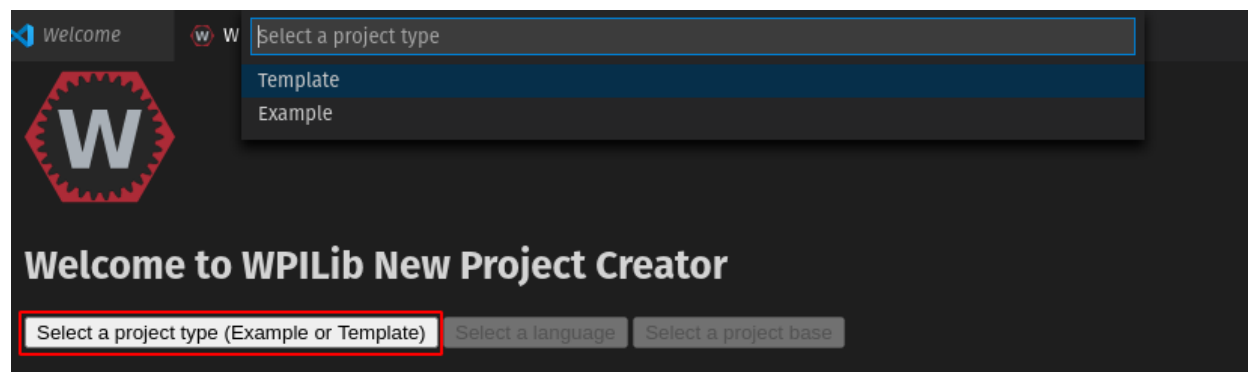 Welcome
W
Select a project type
Template
Example
W
Welcome to WPILib New Project Creator
Select a project type (Example or Template) Select a language Select a project base